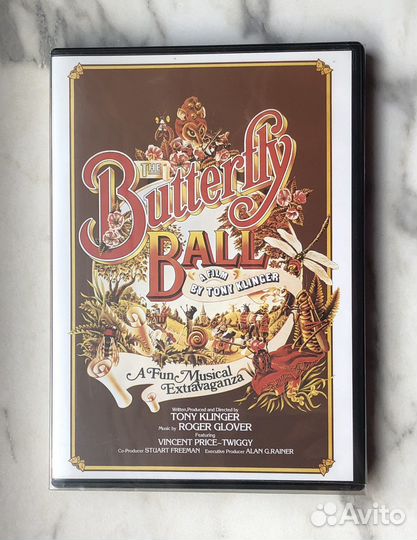 THE
Butterfly
BALL
A FILM
BY TONY KLINGER
A Fun Musical
Extravaganza
Written, Produced and Directed by
TONY KLINGER
Music by ROGER GLOVER
Featuring
VINCENT PRICE-TWIGGY
Co-Producer STUART FREEMAN Executive Producer ALAN G.RAINER
Avito